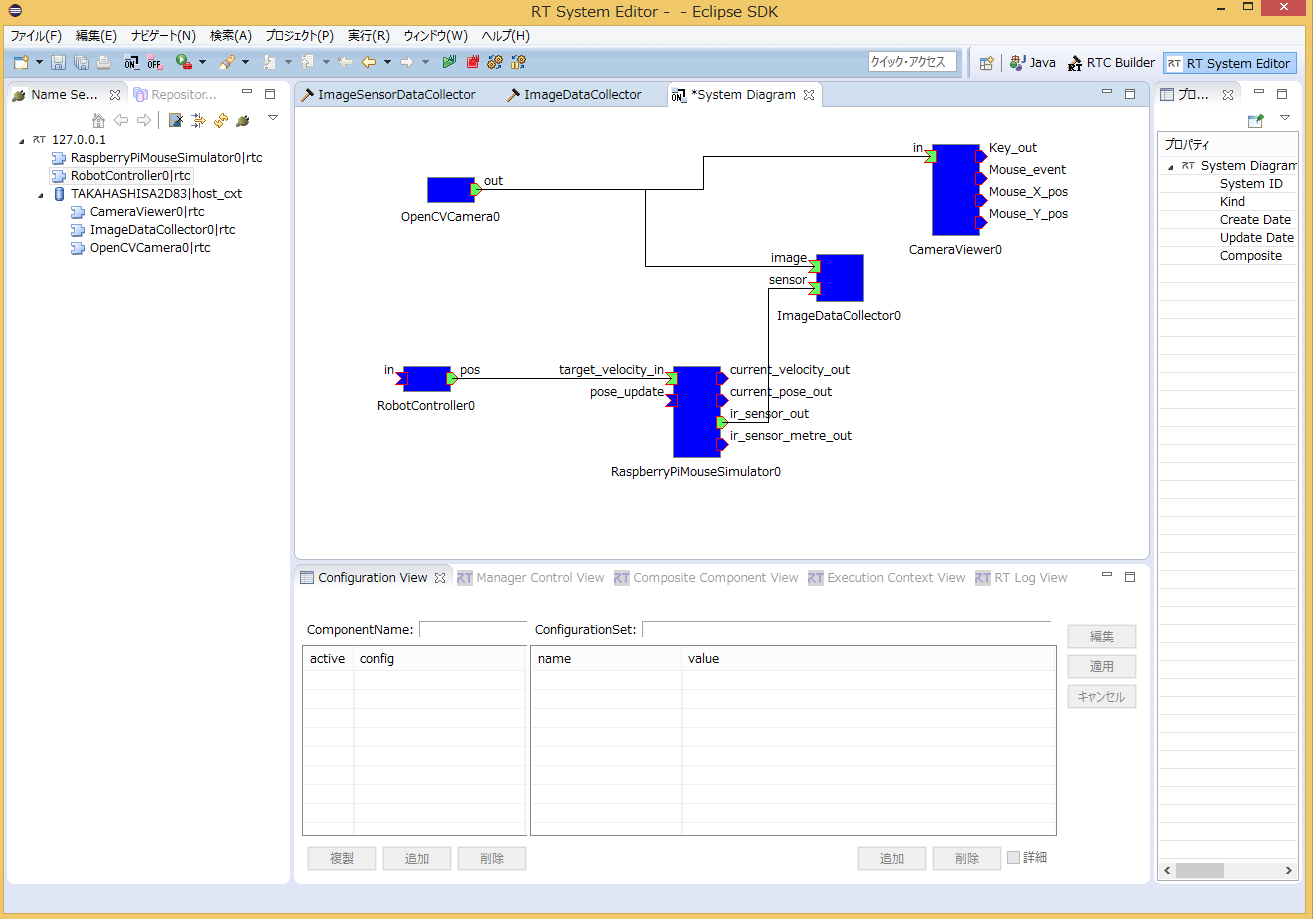 RT System Editor - - Eclipse SDK
ファイル(F) 編集(E) ナビゲート(N) 検索(A) プロジェクト(P) 実行(R) ウィンドウ(W) ヘルプ(H)
ON OFF クイック・アクセス Java RTC Builder RT RT System Editor
Name Se... Repositor...
RT 127.0.0.1
RaspberryPiMouseSimulator0|rtc
RobotController0|rtc
TAKAHASHISA2D83|host_cxt
CameraViewer0|rtc
ImageDataCollector0|rtc
OpenCVCamera0|rtc
ImageSensorDataCollector ImageDataCollector ON *System Diagram
out
OpenCVCamera0
in Key_out
Mouse_event
Mouse_X_pos
Mouse_Y_pos
CameraViewer0
image
sensor
ImageDataCollector0
in pos
RobotController0
target_velocity_in current_velocity_out
pose_update current_pose_out
ir_sensor_out
ir_sensor_metre_out
RaspberryPiMouseSimulator0
プロ...
プロパティ
RT System Diagram
System ID
Kind
Create Date
Update Date
Composite
Configuration View RT Manager Control View RT Composite Component View RT Execution Context View RT RT Log View
ComponentName: ConfigurationSet:
active config name value
編集
適用
キャンセル
複製 追加 削除 追加 削除 詳細